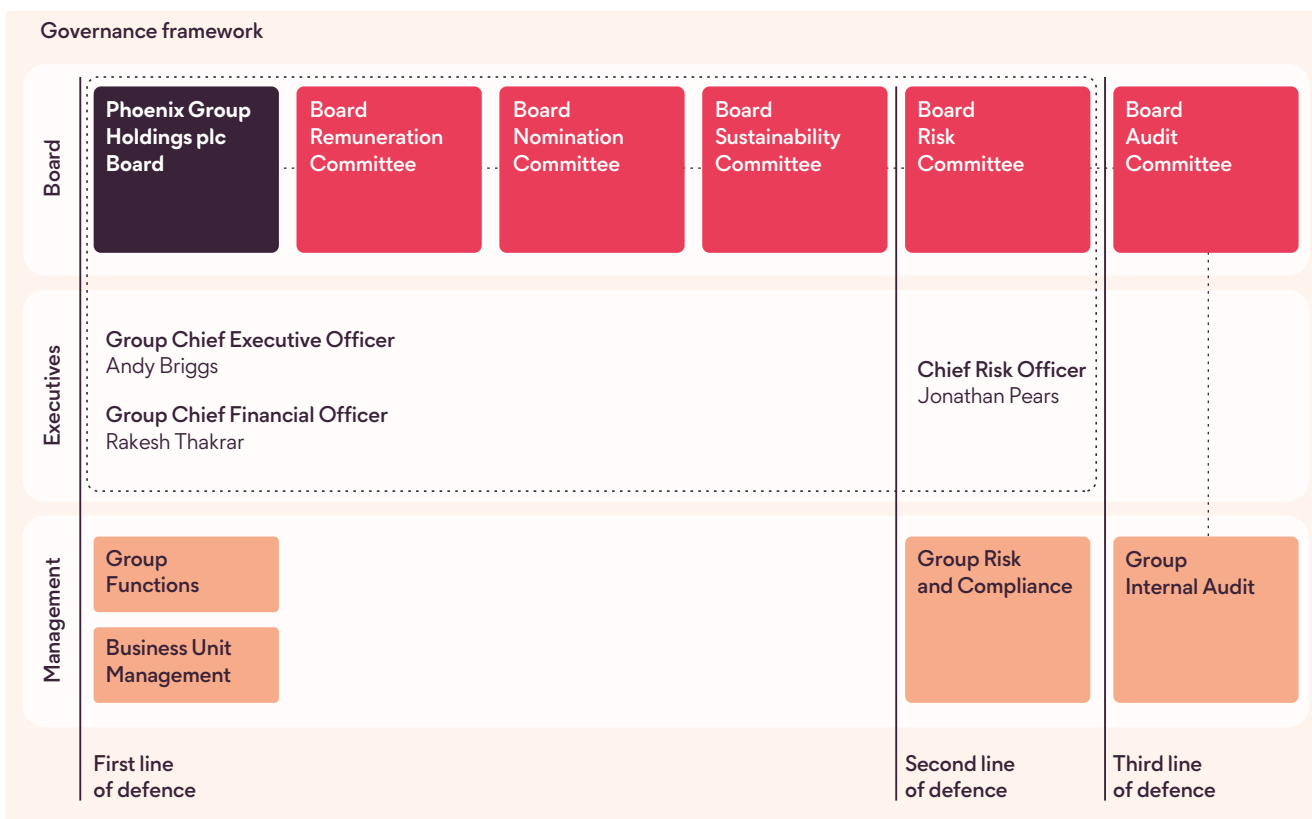 Governance framework
Board
Phoenix Group
Holdings plc
Board
Board
Remuneration
Committee
Board
Nomination
Committee
Board
Sustainability
Committee
Board
Risk
Committee
Board
Audit
Committee
Executives
Group Chief Executive Officer
Andy Briggs
Group Chief Financial Officer
Rakesh Thakrar
Chief Risk Officer
Jonathan Pears
Management
Group
Functions
Business Unit
Management
Group Risk
and Compliance
Group
Internal Audit
First line
of defence
Second line
of defence
Third line
of defence